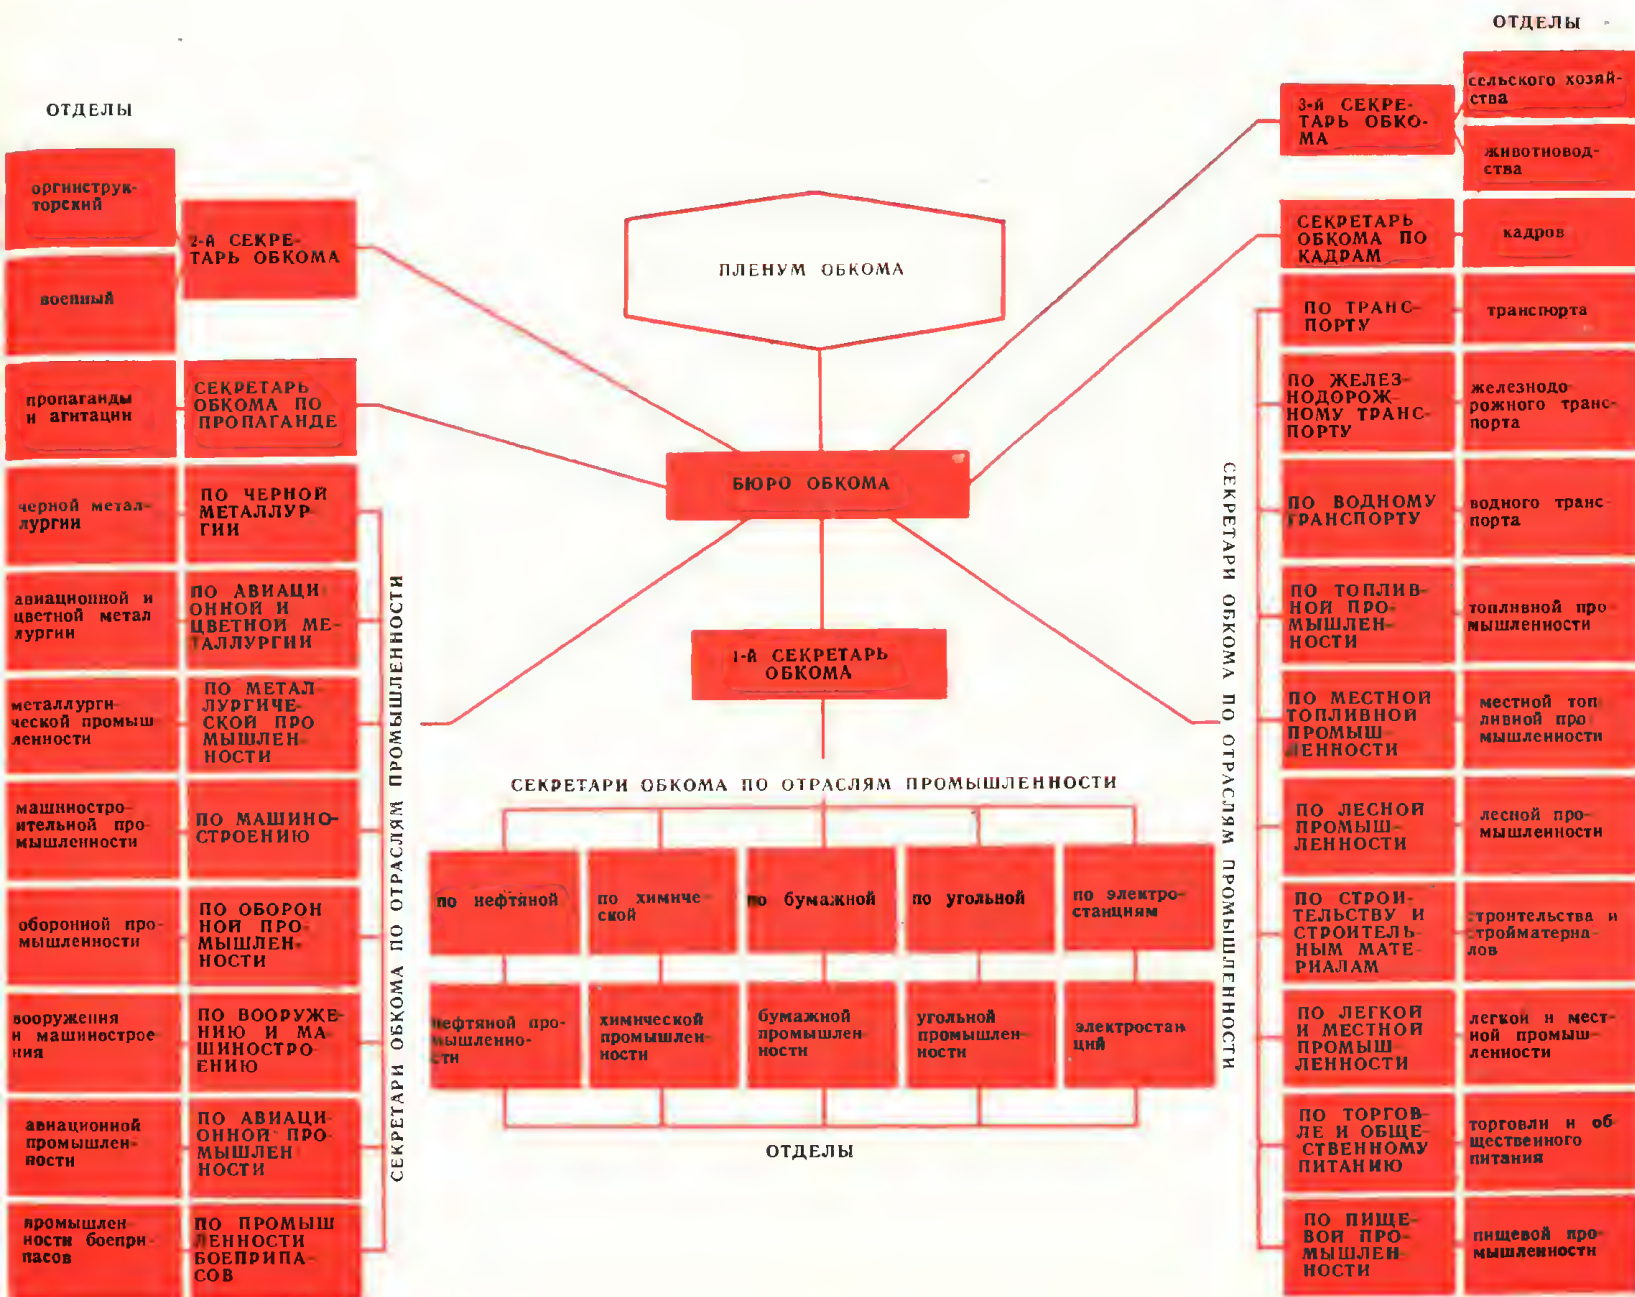 ОТДЕЛЫ
оргинструк-
торский
военный
2-й СЕКРЕ-
ТАРЬ ОБКОМА
пропаганды
и агитации
СЕКРЕТАРЬ
ОБКОМА ПО
ПРОПАГАНДЕ
черной метал-
лургии
ПО ЧЕРНОЙ
МЕТАЛЛУР-
ГИИ
авиационной и
цветной метал
лургии
ПО АВИАЦИ
ОННОЙ И
ЦВЕТНОЙ МЕ-
ТАЛЛУРГИИ
металлурги-
ческой промыш
ленности
ПО МЕТАЛ
ЛУРГИЧЕ-
СКОЙ ПРО
МЫШЛЕН-
НОСТИ
машиностро-
ительной про-
мышленности
ПО МАШИНО-
СТРОЕНИЮ
оборонной про-
мышленности
ПО ОБОРОН
НОЙ ПРО-
МЫШЛЕН-
НОСТИ
вооружения
и машинострое
ния
ПО ВООРУЖЕ-
НИЮ И МА-
ШИНОСТРО-
ЕНИЮ
авиационной
промышлен-
ности
ПО АВИАЦИ-
ОННОЙ ПРО-
МЫШЛЕН
НОСТИ
промышлен
ности боепри-
пасов
ПО ПРОМЫШ
ЛЕННОСТИ
БОЕПРИПА-
СОВ
СЕКРЕТАРИ ОБКОМА ПО ОТРАСЛЯМ ПРОМЫШЛЕННОСТИ
ПЛЕНУМ ОБКОМА
БЮРО ОБКОМА
1-й СЕКРЕТАРЬ
ОБКОМА
СЕКРЕТАРИ ОБКОМА ПО ОТРАСЛЯМ ПРОМЫШЛЕННОСТИ
по нефтяной
по химиче-
ской
по бумажной
по угольной
по электро-
станциям
нефтяной про-
мышленно-
сти
химической
промышлен-
ности
бумажной
промышлен-
ности
угольной
промышлен-
ности
электростан
ций
ОТДЕЛЫ
СЕКРЕТАРИ ОБКОМА ПО ОТРАСЛЯМ ПРОМЫШЛЕННОСТИ
ОТДЕЛЫ
3-й СЕКРЕ-
ТАРЬ ОБКО-
МА
сельского хозяй-
ства
животновод-
ства
СЕКРЕТАРЬ
ОБКОМА ПО
КАДРАМ
кадров
ПО ТРАНС-
ПОРТУ
транспорта
ПО ЖЕЛЕЗ-
НОДОРОЖ-
НОМУ ТРАНС-
ПОРТУ
железнодо
рожного транс-
порта
ПО ВОДНОМУ
ТРАНСПОРТУ
водного транс-
порта
ПО ТОПЛИВ-
НОЙ ПРО-
МЫШЛЕН-
НОСТИ
топливной про
мышленности
ПО МЕСТНОЙ
ТОПЛИВНОЙ
ПРОМЫШ
ЛЕННОСТИ
местной топ
ливной про
мышленности
ПО ЛЕСНОЙ
ПРОМЫШ-
ЛЕННОСТИ
лесной про-
мышленности
ПО СТРОИ-
ТЕЛЬСТВУ И
СТРОИТЕЛЬ-
НЫМ МАТЕ-
РИАЛАМ
строительства и
стройматериа-
лов
ПО ЛЕГКОЙ
И МЕСТНОЙ
ПРОМЫШ
ЛЕННОСТИ
легкой и мест-
ной промыш-
ленности
ПО ТОРГОВ-
ЛЕ И ОБЩЕ-
СТВЕННОМУ
ПИТАНИЮ
торговли и об
щественного
питания
ПО ПИЩЕ-
ВОЙ ПРО-
МЫШЛЕН
НОСТИ
пищевой про-
мышленности